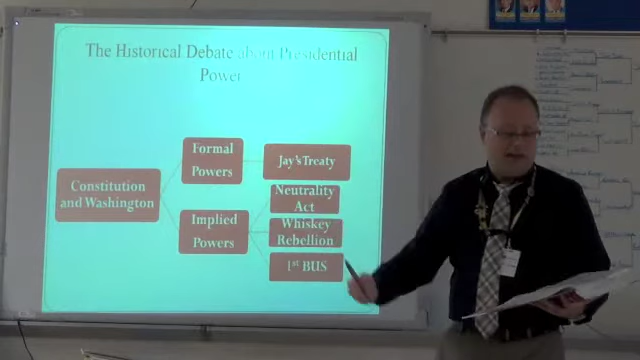 The Historical Debate about Presidential
Power
Constitution
and Washington
Formal
Powers
Jay's Treaty
Implied
Powers
Neutrality
Act
Whiskey
Rebellion
1st BUS